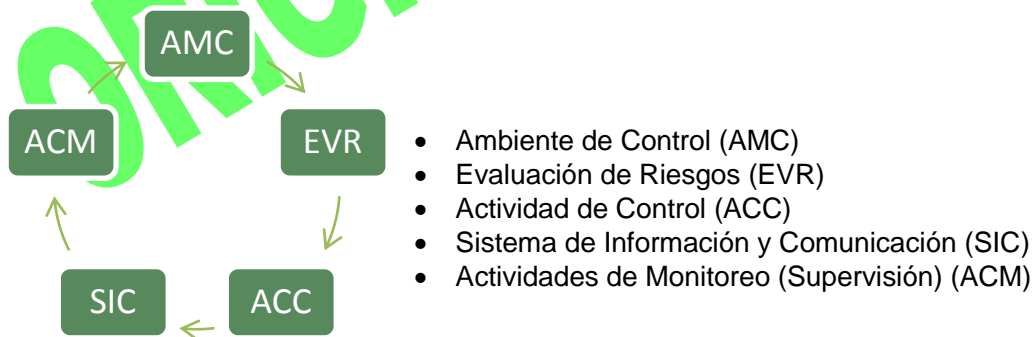 AMC
ACM
EVR
SIC
ACC
• Ambiente de Control (AMC)
• Evaluación de Riesgos (EVR)
• Actividad de Control (ACC)
• Sistema de Información y Comunicación (SIC)
• Actividades de Monitoreo (Supervisión) (ACM)